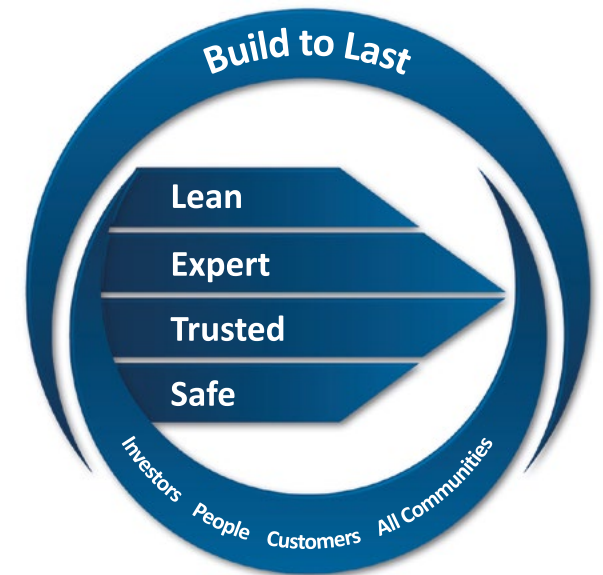 Build to Last
Lean
Expert
Trusted
Safe
Investors People Customers All Communities